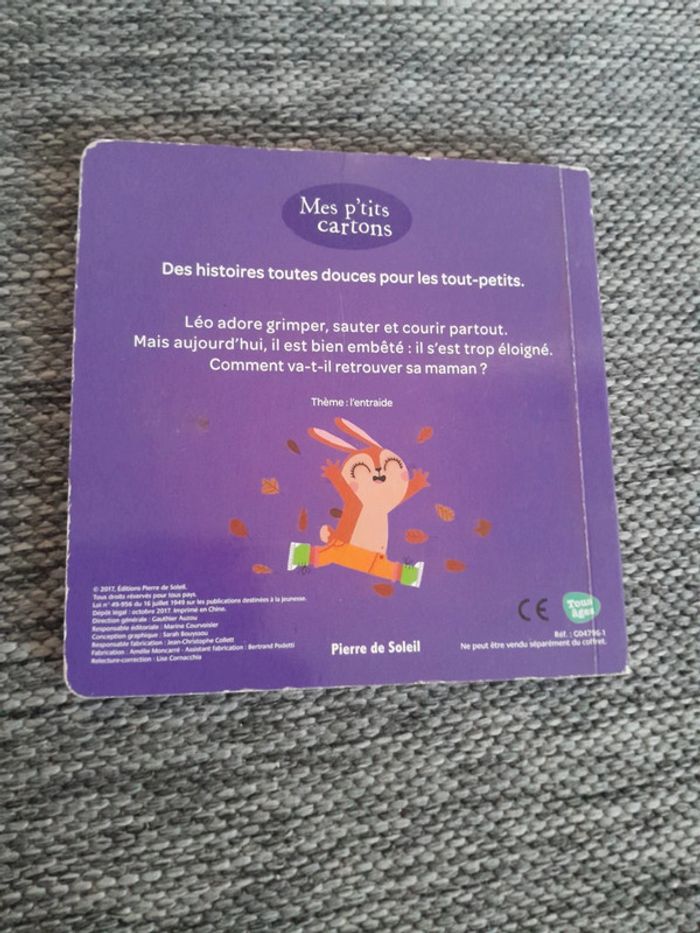 Mes p'tits
cartons
Des histoires toutes douces pour les tout-petits.
Léo adore grimper, sauter et courir partout.
Mais aujourd'hui, il est bien embêté : il s'est trop éloigné.
Comment va-t-il retrouver sa maman ?
Thème : l'entraide
© 2017, Éditions Pierre de Soleil.
Tous droits réservés pour tous pays.
Loi n° 49-956 du 16 juillet 1949 sur les publications destinées à la jeunesse.
Dépôt légal : octobre 2017. Imprimé en Chine.
Direction générale : Gauthier Auzou
Responsable éditoriale : Marine Courvoisier
Conception graphique : Sarah Bouyssou
Responsable fabrication : Jean-Christophe Collett
Fabrication : Amélie Moncarré - Assistant fabrication : Bertrand Podetti
Relecture-correction : Lise Cornacchia
Pierre de Soleil
CE
Tous
âges
Réf. : G04796-1
Ne peut être vendu séparément du coffret.